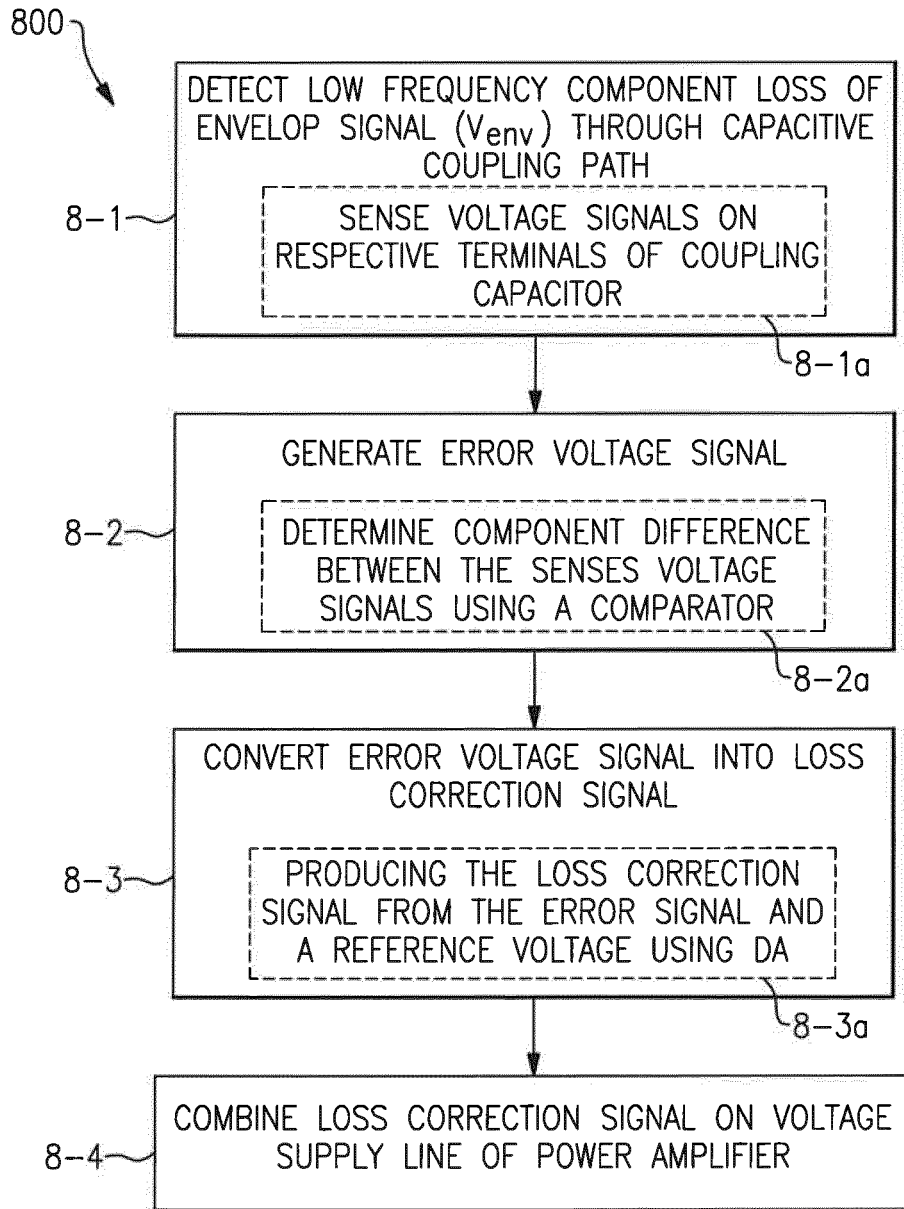 800
DETECT LOW FREQUENCY COMPONENT LOSS OF
ENVELOP SIGNAL (Venv) THROUGH CAPACITIVE
COUPLING PATH
8-1
SENSE VOLTAGE SIGNALS ON
RESPECTIVE TERMINALS OF COUPLING
CAPACITOR
8-1a
GENERATE ERROR VOLTAGE SIGNAL
8-2
DETERMINE COMPONENT DIFFERENCE
BETWEEN THE SENSES VOLTAGE
SIGNALS USING A COMPARATOR
8-2a
CONVERT ERROR VOLTAGE SIGNAL INTO LOSS
CORRECTION SIGNAL
8-3
PRODUCING THE LOSS CORRECTION
SIGNAL FROM THE ERROR SIGNAL AND
A REFERENCE VOLTAGE USING DA
8-3a
COMBINE LOSS CORRECTION SIGNAL ON VOLTAGE
SUPPLY LINE OF POWER AMPLIFIER
8-4